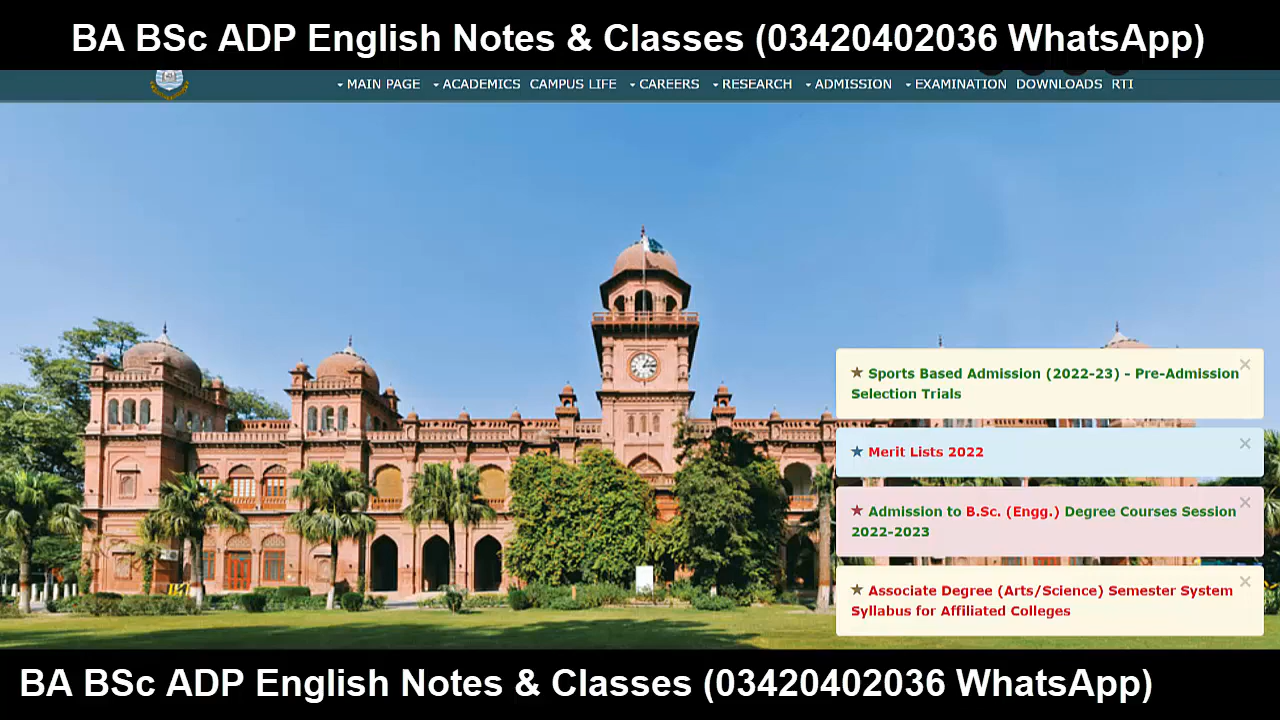 BA BSc ADP English Notes & Classes (03420402036 WhatsApp)
MAIN PAGE ACADEMICS CAMPUS LIFE CAREERS RESEARCH ADMISSION EXAMINATION DOWNLOADS RTI
Sports Based Admission (2022-23) - Pre-Admission
Selection Trials
Merit Lists 2022
Admission to B.Sc. (Engg.) Degree Courses Session
2022-2023
Associate Degree (Arts/Science) Semester System
Syllabus for Affiliated Colleges
BA BSc ADP English Notes & Classes (03420402036 WhatsApp)